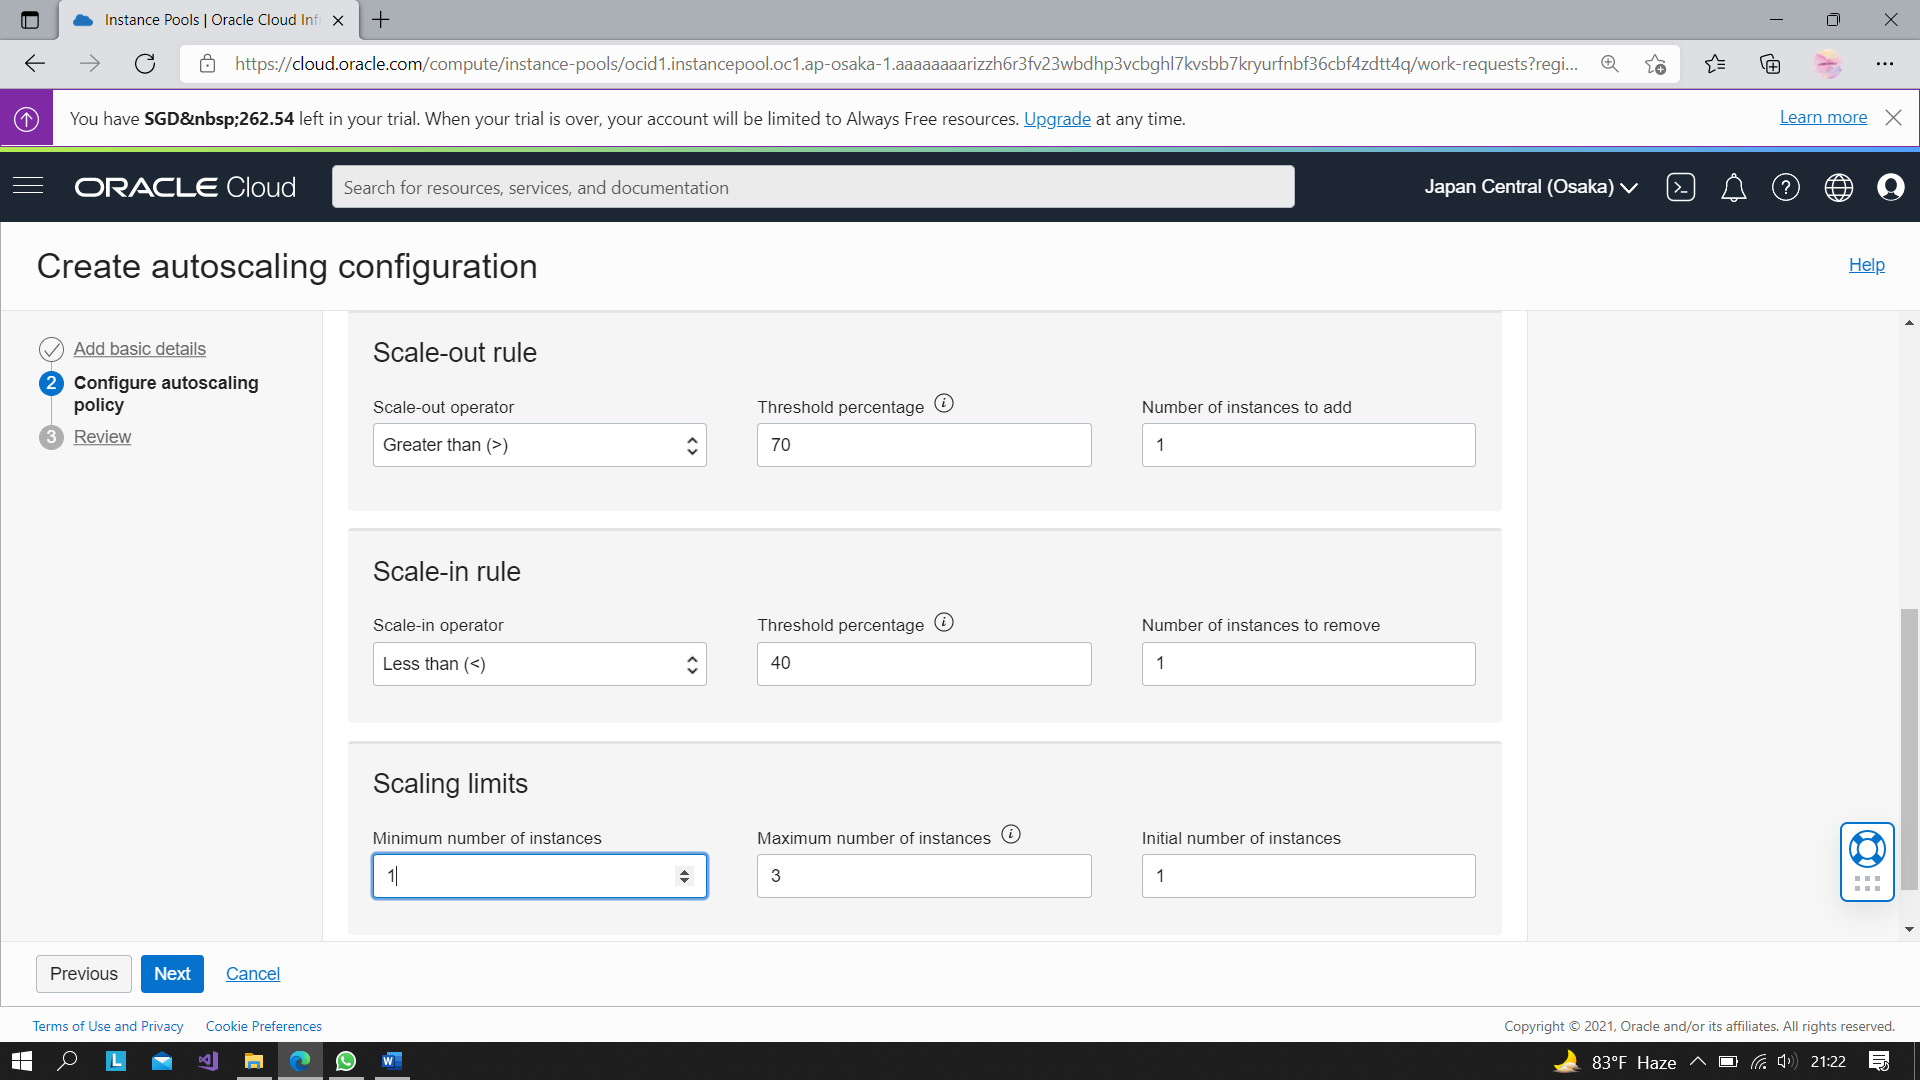 Instance Pools | Oracle Cloud Inf
https://cloud.oracle.com/compute/instance-pools/ocid1.instancepool.oc1.ap-osaka-1.aaaaaaaarizzh6r3fv23wbdhp3vcbghl7kvsbb7kryurfnbf36cbf4zdtt4q/work-requests?regi...
You have SGD&nbsp;262.54 left in your trial. When your trial is over, your account will be limited to Always Free resources. Upgrade at any time.
Learn more
ORACLE Cloud
Search for resources, services, and documentation
Japan Central (Osaka)
Create autoscaling configuration
Help
Add basic details
2 Configure autoscaling
policy
3 Review
Scale-out rule
Scale-out operator
Threshold percentage
Number of instances to add
Greater than (>)
70
1
Scale-in rule
Scale-in operator
Threshold percentage
Number of instances to remove
Less than (<)
40
1
Scaling limits
Minimum number of instances
Maximum number of instances
Initial number of instances
1
3
1
Previous
Next
Cancel
Terms of Use and Privacy
Cookie Preferences
Copyright © 2021, Oracle and/or its affiliates. All rights reserved.
83°F Haze
21:22